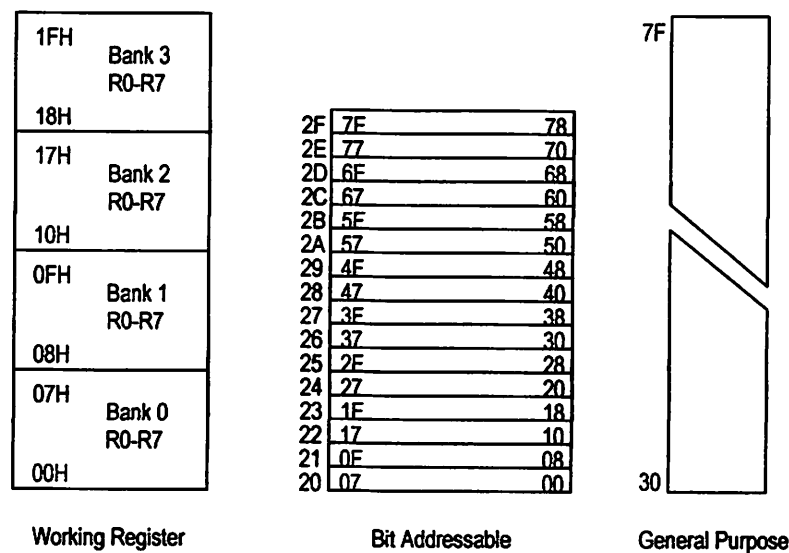 1FH
Bank 3
R0-R7
18H
17H
Bank 2
R0-R7
10H
0FH
Bank 1
R0-R7
08H
07H
Bank 0
R0-R7
00H
Working Register
2F 7F 78
2E 77 70
2D 6F 68
2C 67 60
2B 5F 58
2A 57 50
29 4F 48
28 47 40
27 3F 38
26 37 30
25 2F 28
24 27 20
23 1F 18
22 17 10
21 0F 08
20 07 00
Bit Addressable
7F
30
General Purpose